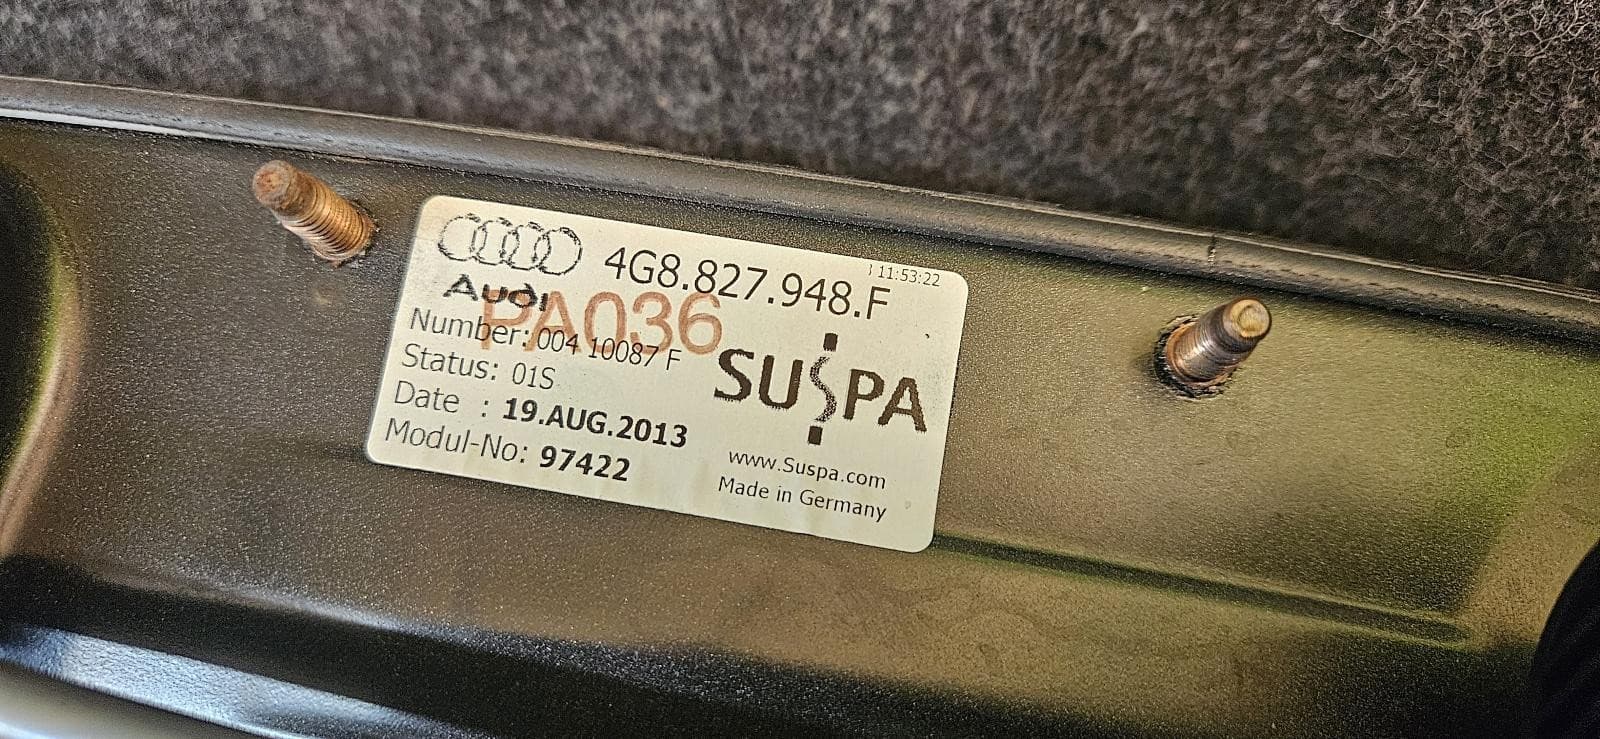 4G8.827.948.F
11:53:22
Audi
PA036
Number: 004 10087 F
Status: 01S
Date : 19.AUG.2013
Modul-No: 97422
SUSPA
www.Suspa.com
Made in Germany